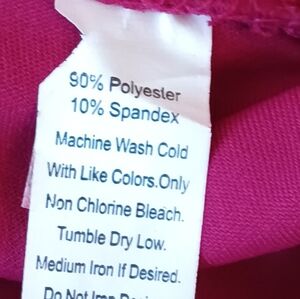 90% Polyester
10% Spandex
Machine Wash Cold
With Like Colors.Only
Non Chlorine Bleach.
Tumble Dry Low.
Medium Iron If Desired.
Do Not